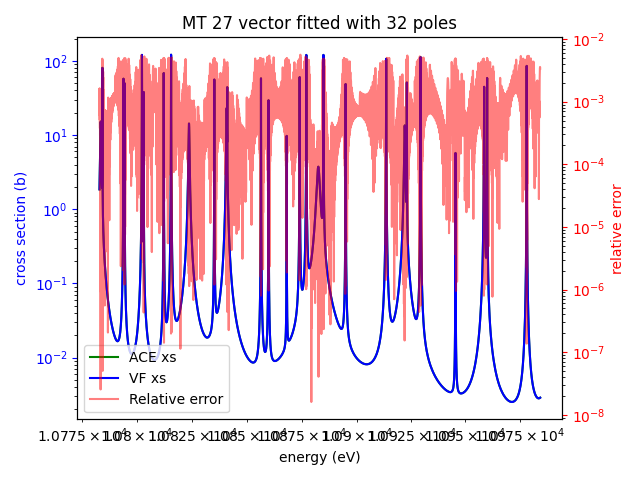 MT 27 vector fitted with 32 poles
cross section (b)
10²
10¹
10⁰
10⁻¹
10⁻²
10⁻²
10⁻³
10⁻⁴
10⁻⁵
10⁻⁶
10⁻⁷
10⁻⁸
relative error
ACE xs
VF xs
Relative error
energy (eV)